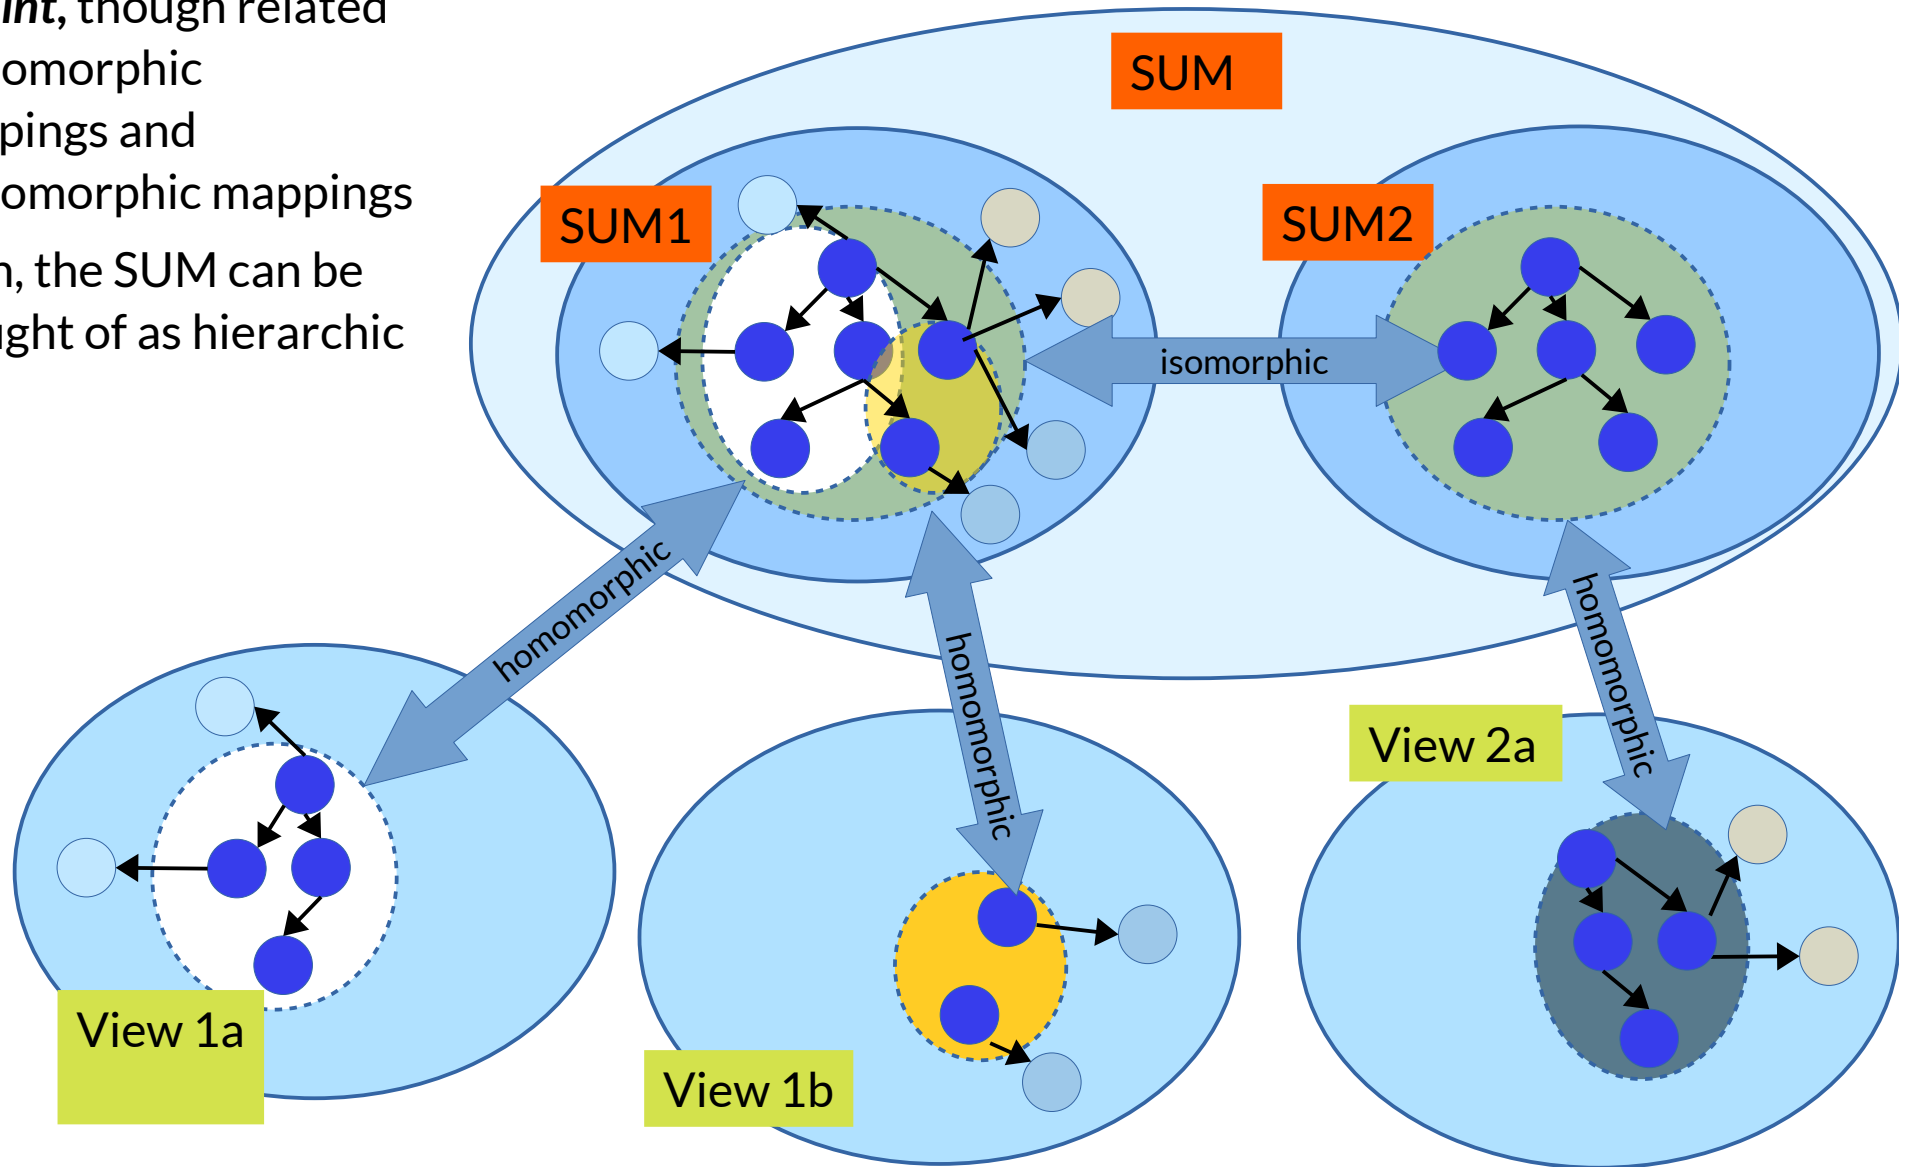 int, though related
omorphic
pings and
omorphic mappings
n, the SUM can be
ght of as hierarchic
SUM
SUM1
SUM2
isomorphic
homomorphic
homomorphic
homomorphic
View 1a
View 1b
View 2a